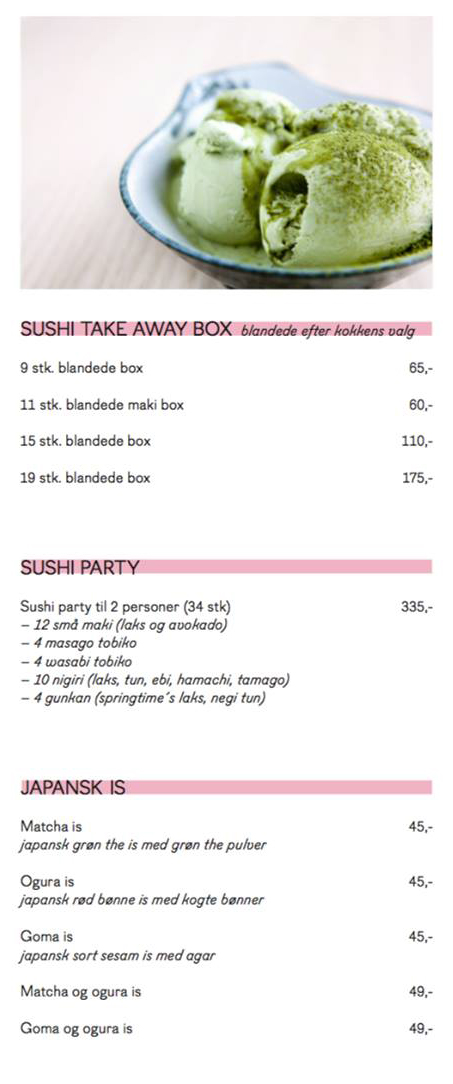 SUSHI TAKE AWAY BOX blandede efter kokkens valg
9 stk. blandede box 65,-
11 stk. blandede maki box 60,-
15 stk. blandede box 110,-
19 stk. blandede box 175,-
SUSHI PARTY
Sushi party til 2 personer (34 stk) 335,-
– 12 små maki (laks og avokado)
– 4 masago tobiko
– 4 wasabi tobiko
– 10 nigiri (laks, tun, ebi, hamachi, tamago)
– 4 gunkan (springtime´s laks, negi tun)
JAPANSK IS
Matcha is 45,-
japansk grøn the is med grøn the pulver
Ogura is 45,-
japansk rød bønne is med kogte bønner
Goma is 45,-
japansk sort sesam is med agar
Matcha og ogura is 49,-
Goma og ogura is 49,-